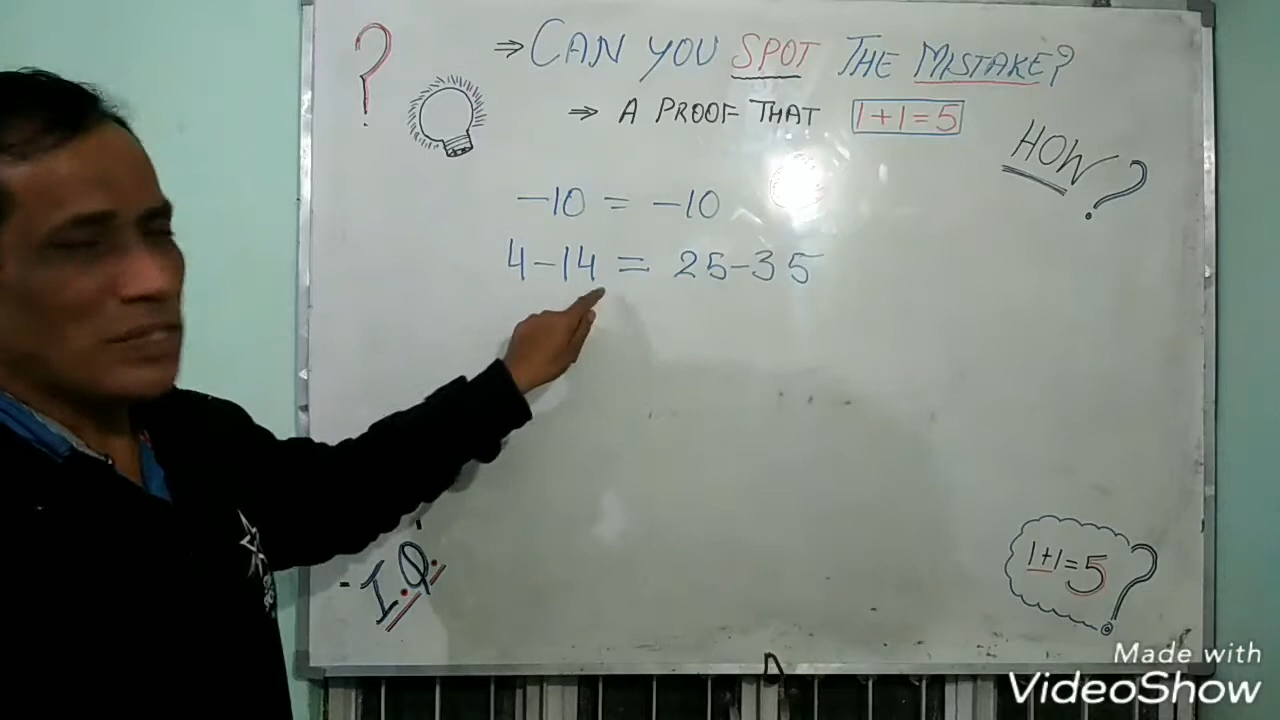 ?
⇒ CAN YOU SPOT THE MISTAKE?
⇒ A PROOF THAT 1+1=5
HOW?
-10 = -10
4-14 = 25-35
I.Q.
1+1=5?
Made with
VideoShow